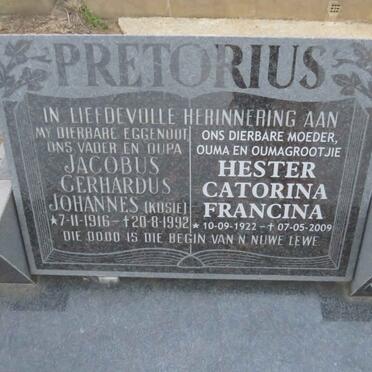 PRETORIUS
IN LIEFDEVOLLE HERINNERING AAN
MY DIERBARE EGGENOOT
ONS VADER EN OUPA
JACOBUS
GERHARDUS
JOHANNES (KOSIE)
★7-11-1916 - ✝20-8-1992
ONS DIERBARE MOEDER,
OUMA EN OUMAGROOTJIE
HESTER
CATORINA
FRANCINA
★ 10-09-1922 - ✝ 07-05-2009
DIE DOOD IS DIE BEGIN VAN N NUWE LEWE